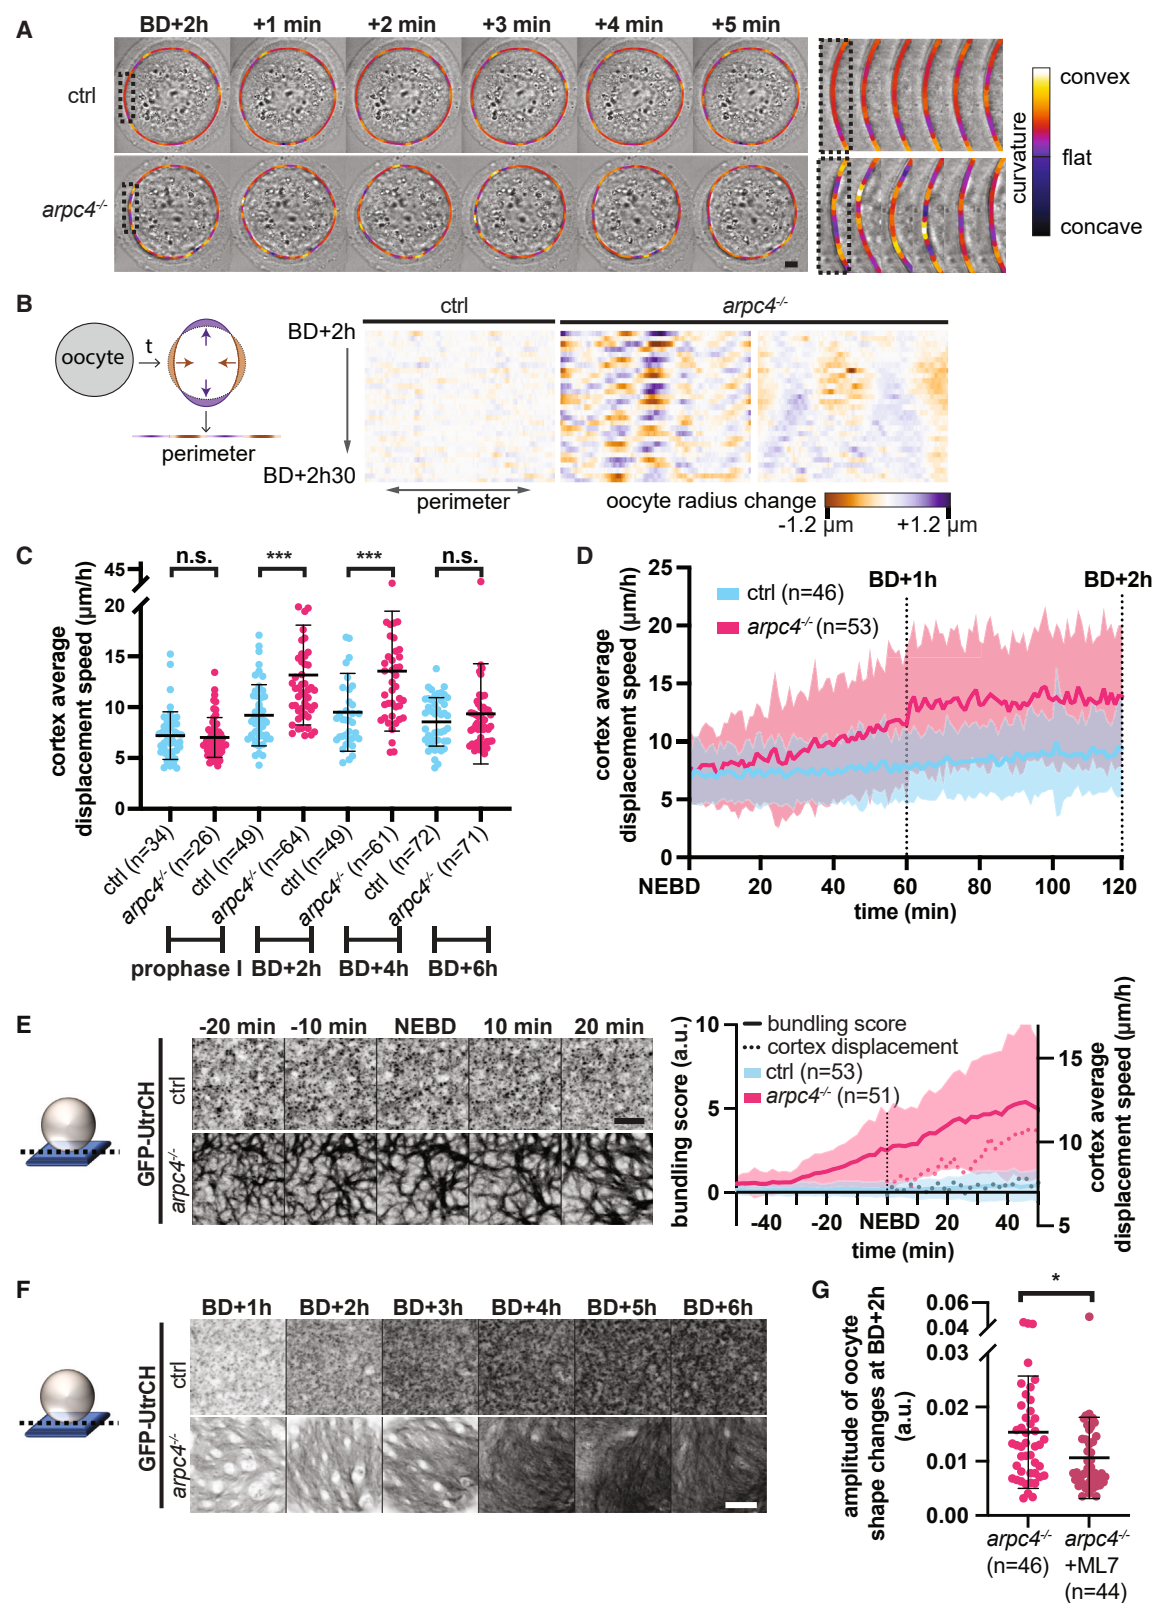 A
BD+2h +1 min +2 min +3 min +4 min +5 min
ctrl
arpc4-/-
convex
flat
concave
curvature
B
oocyte
t
perimeter
ctrl
arpc4-/-
BD+2h
BD+2h30
perimeter
oocyte radius change
-1.2 µm +1.2 µm
C
cortex average
displacement speed (µm/h)
n.s. *** *** n.s.
45
20
15
10
5
0
ctrl (n=34)
arpc4-/- (n=26)
ctrl (n=49)
arpc4-/- (n=64)
ctrl (n=49)
arpc4-/- (n=61)
ctrl (n=72)
arpc4-/- (n=71)
prophase I BD+2h BD+4h BD+6h
D
cortex average
displacement speed (µm/h)
25
20
15
10
5
0
BD+1h BD+2h
ctrl (n=46)
arpc4-/- (n=53)
NEBD 20 40 60 80 100 120
time (min)
E
-20 min -10 min NEBD 10 min 20 min
GFP-UtrCH
ctrl
arpc4-/-
bundling score (a.u.)
10
5
0
bundling score
cortex displacement
ctrl (n=53)
arpc4-/- (n=51)
15
10
5
cortex average
displacement speed (µm/h)
-40 -20 NEBD 20 40
time (min)
F
BD+1h BD+2h BD+3h BD+4h BD+5h BD+6h
GFP-UtrCH
ctrl
arpc4-/-
G
amplitude of oocyte
shape changes at BD+2h
(a.u.)
*
0.06
0.04
0.03
0.02
0.01
0.00
arpc4-/-
(n=46)
arpc4-/-
+ML7
(n=44)